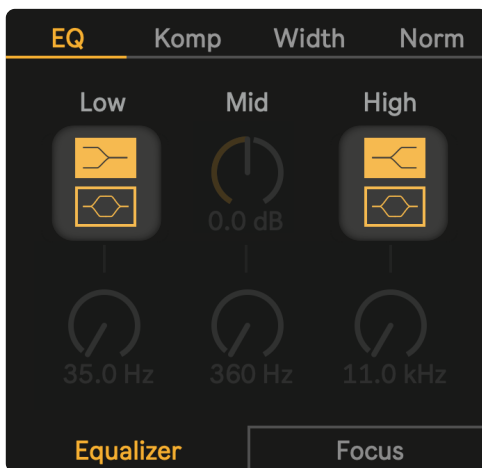 EQ Komp Width Norm
Low Mid High
0.0 dB
35.0 Hz 360 Hz 11.0 kHz
Equalizer Focus